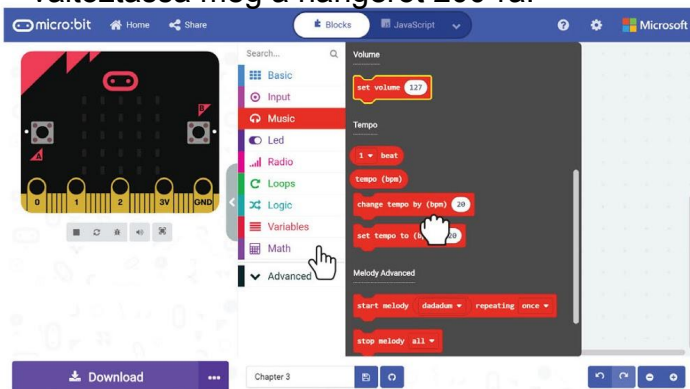 változtassa meg a hangerőt 200-ra.
micro:bit Home Share Blocks JavaScript Microsoft
Search...
Basic
Input
Music
Led
Radio
Loops
Logic
Variables
Math
Advanced
Volume
set volume 127
Tempo
1 beat
tempo (bpm)
change tempo by (bpm) 20
set tempo to (b 20
Melody Advanced
start melody dadadum repeating once
stop melody all
B
A
0 1 2 3V GND
Download
Chapter 3